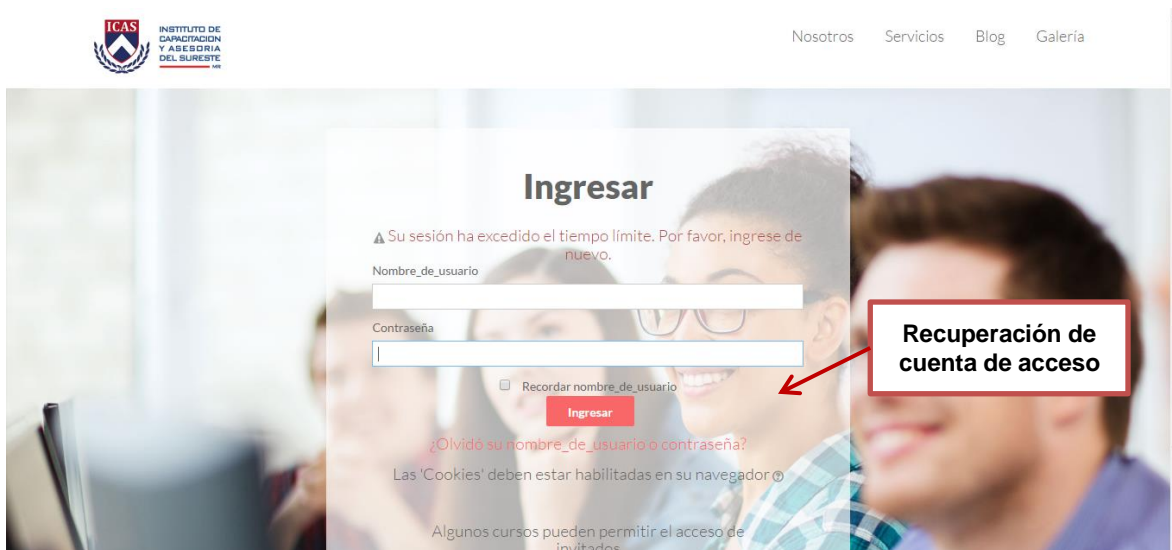 ICAS
INSTITUTO DE
CAPACITACION
Y ASESORIA
DEL SURESTE
MR
Nosotros Servicios Blog Galería
Ingresar
Su sesión ha excedido el tiempo límite. Por favor, ingrese de
nuevo.
Nombre_de_usuario
Contraseña
Recordar nombre_de_usuario
Ingresar
¿Olvidó su nombre_de_usuario o contraseña?
Las 'Cookies' deben estar habilitadas en su navegador
Algunos cursos pueden permitir el acceso de
invitados
Recuperación de
cuenta de acceso